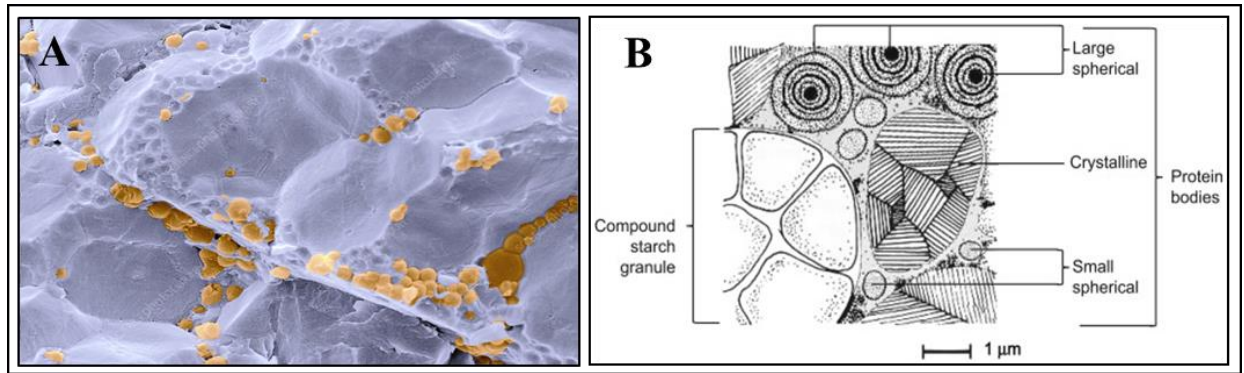 A
B
Large
spherical
Crystalline
Protein
bodies
Compound
starch
granule
Small
spherical
1 µm